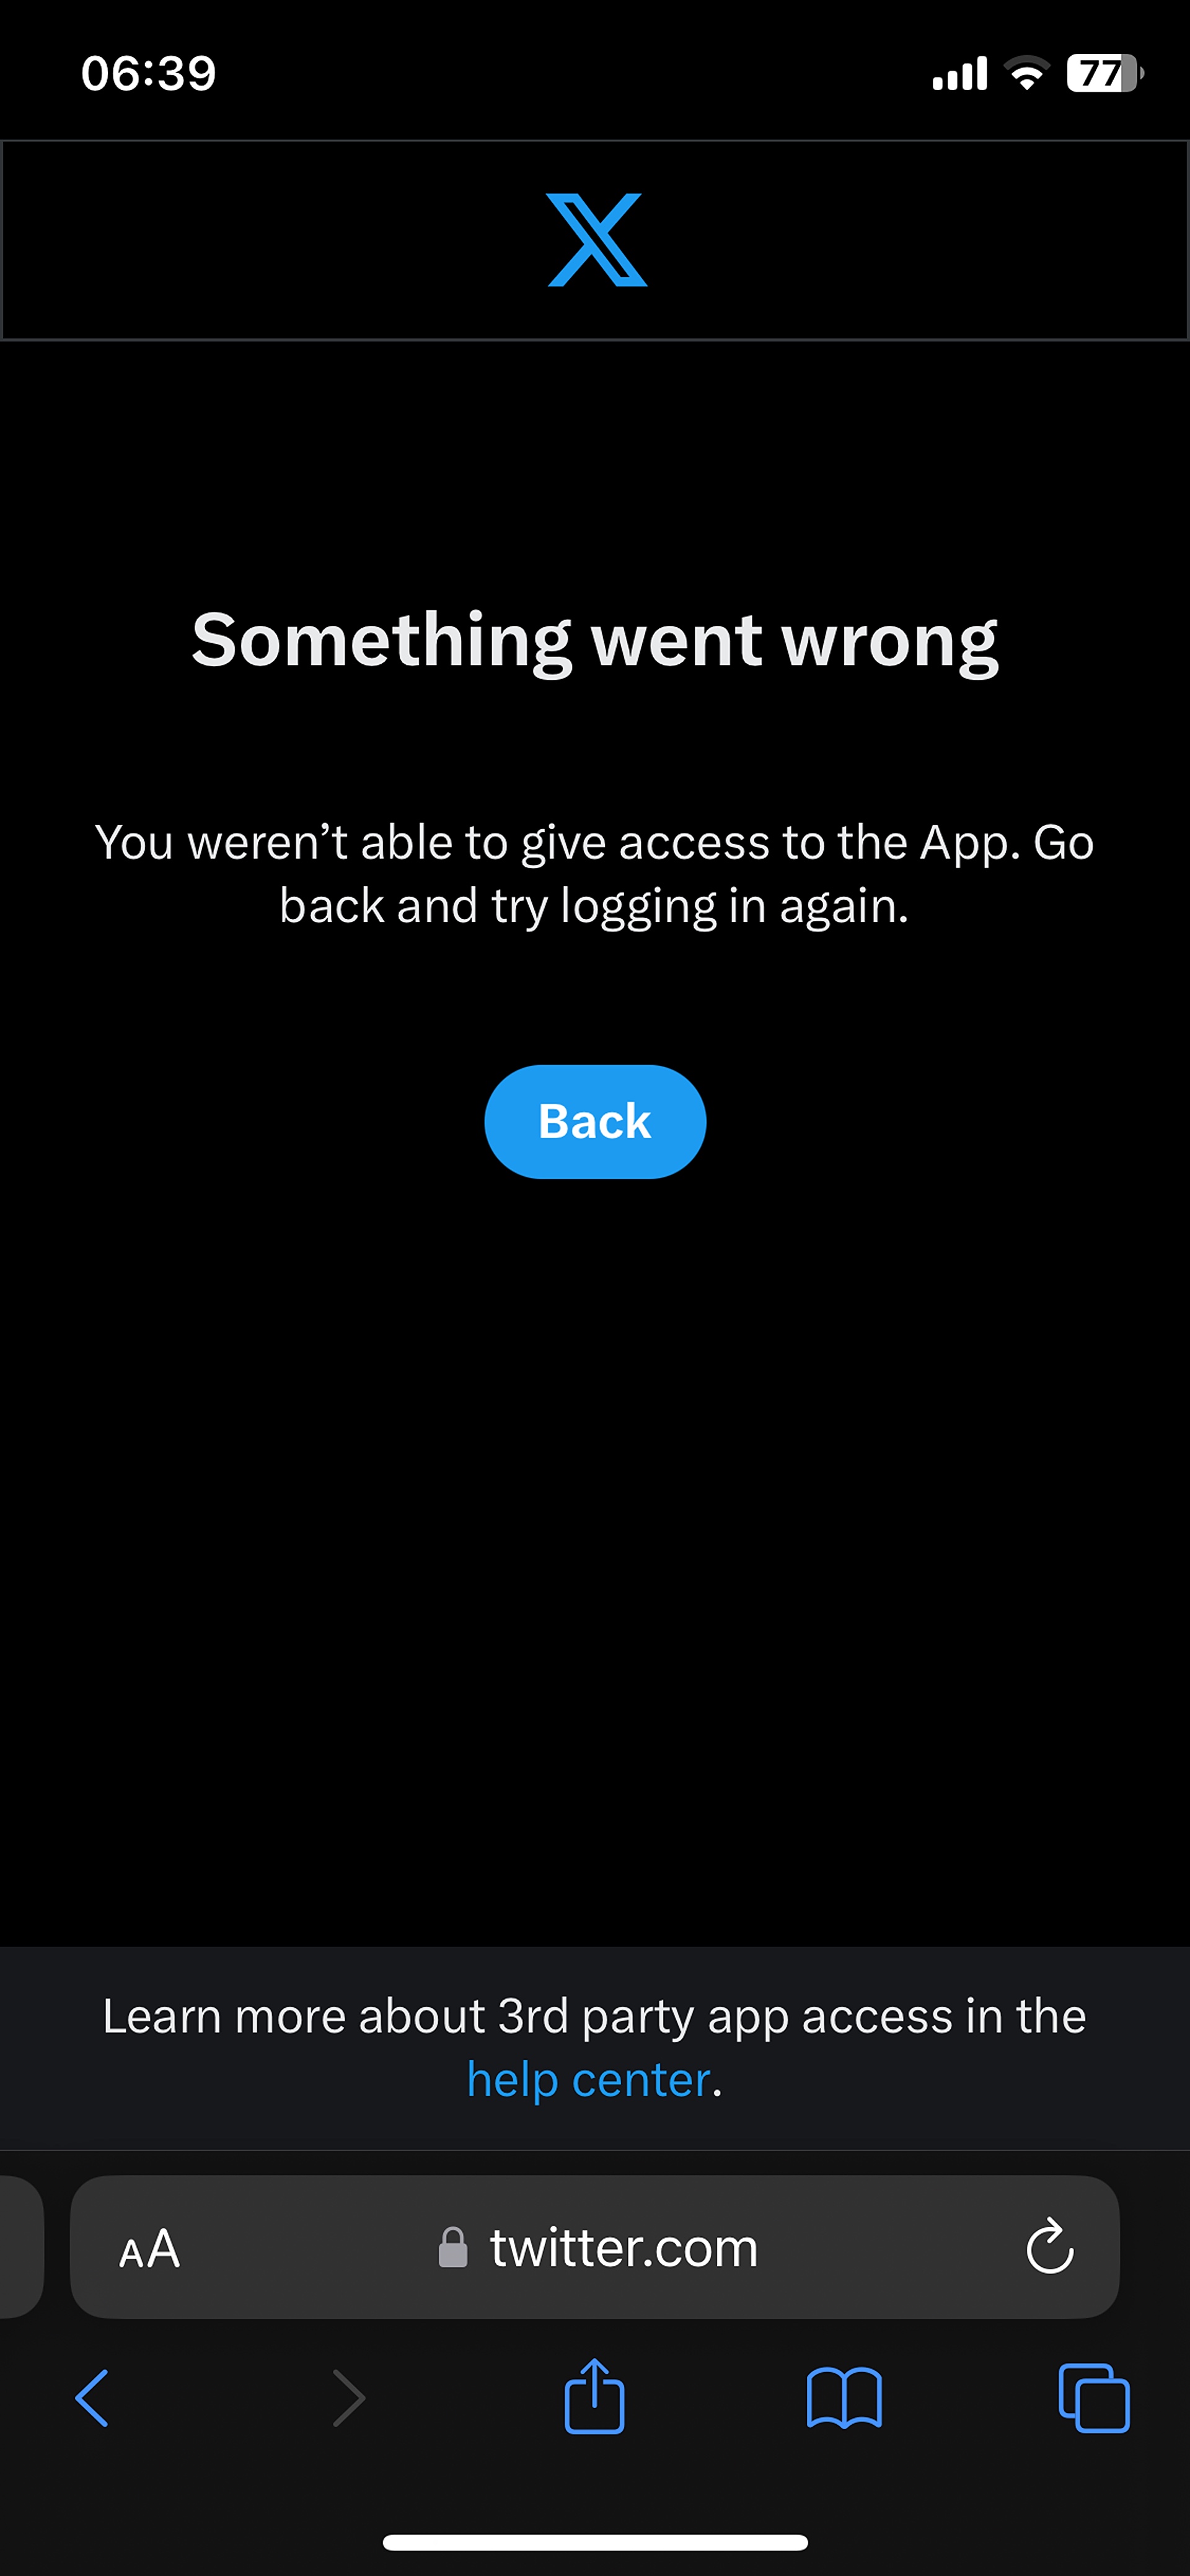 06:39
77
Something went wrong
You weren’t able to give access to the App. Go
back and try logging in again.
Back
Learn more about 3rd party app access in the
help center.
AA
twitter.com